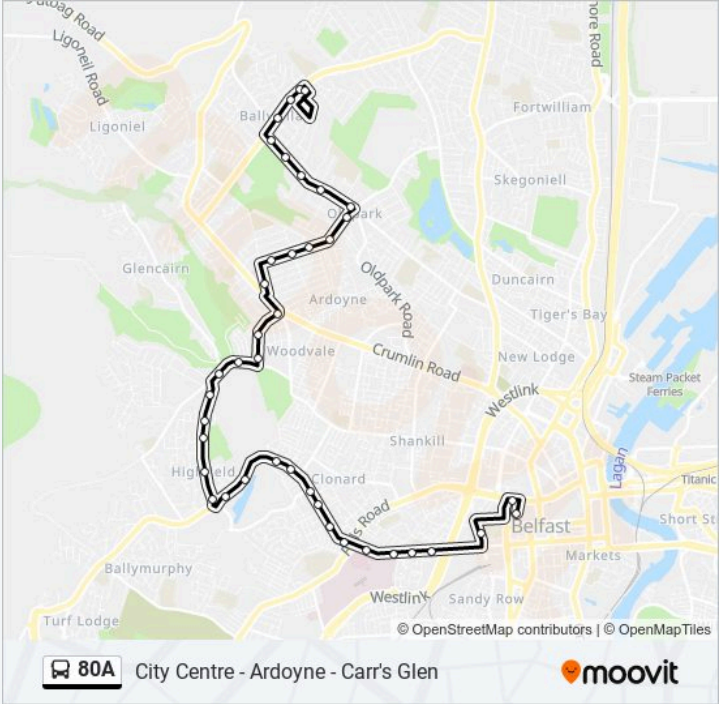 Ligoneil Road
Ligoniel
Fortwilliam
Skegoniell
Glencairn
Oldpark Road
Duncairn
Ardoyne
Tiger's Bay
Woodvale
Crumlin Road
New Lodge
Steam Packet
Ferries
Westlink
Shankill
Lagan
Clonard
Titanic
Belfast
Short St
Markets
Ballymurphy
Westlink
Sandy Row
Turf Lodge
© OpenStreetMap contributors | © OpenMapTiles
80A City Centre - Ardoyne - Carr's Glen moovit